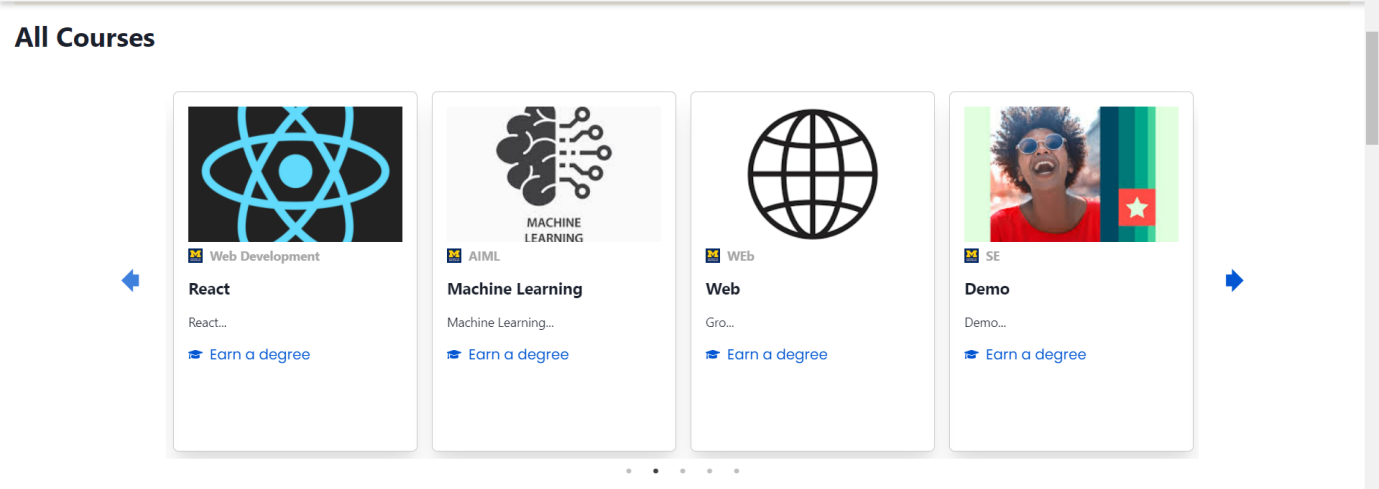 All Courses
MACHINE
LEARNING
M Web Development
React
React...
Earn a degree
M AIML
Machine Learning
Machine Learning...
Earn a degree
M WEb
Web
Gro...
Earn a degree
M SE
Demo
Demo...
Earn a degree